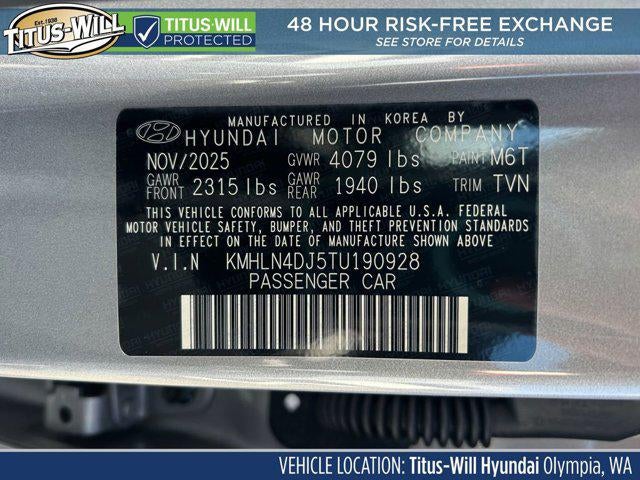 Est. 1938
TITUS-WILL
TITUS-WILL
PROTECTED
48 HOUR RISK-FREE EXCHANGE
SEE STORE FOR DETAILS
MANUFACTURED IN KOREA BY
HYUNDAI MOTOR COMPANY
NOV/2025 GVWR 4079 lbs PAINT M6T
GAWR FRONT 2315 lbs GAWR REAR 1940 lbs TRIM TVN
THIS VEHICLE CONFORMS TO ALL APPLICABLE U.S.A. FEDERAL
MOTOR VEHICLE SAFETY, BUMPER, AND THEFT PREVENTION STANDARDS
IN EFFECT ON THE DATE OF MANUFACTURE SHOWN ABOVE
V.I.N KMHLN4DJ5TU190928
PASSENGER CAR
VEHICLE LOCATION: Titus-Will Hyundai Olympia, WA